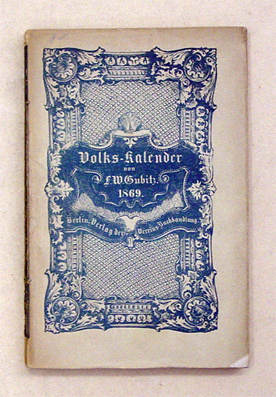 Volks-Kalender
von
F.W. Gubitz.
1869.
Berlin, Verlag der Vereins-Buchhandlung.